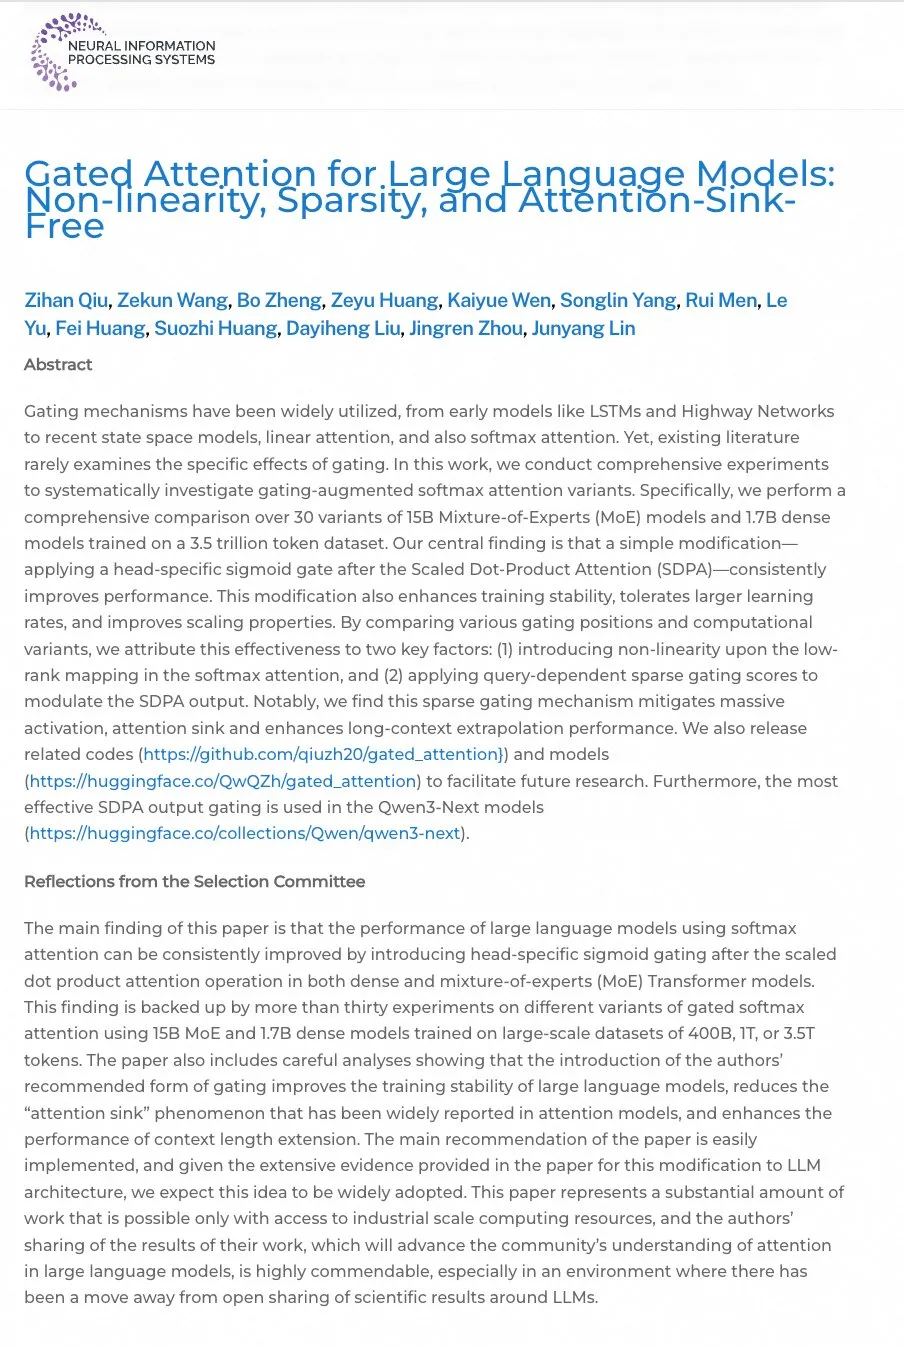 NEURAL INFORMATION
PROCESSING SYSTEMS
Gated Attention for Large Language Models:
Non-linearity, Sparsity, and Attention-Sink-
Free
Zihan Qiu, Zekun Wang, Bo Zheng, Zeyu Huang, Kaiyue Wen, Songlin Yang, Rui Men, Le
Yu, Fei Huang, Suozhi Huang, Dayiheng Liu, Jingren Zhou, Junyang Lin
Abstract
Gating mechanisms have been widely utilized, from early models like LSTMs and Highway Networks
to recent state space models, linear attention, and also softmax attention. Yet, existing literature
rarely examines the specific effects of gating. In this work, we conduct comprehensive experiments
to systematically investigate gating-augmented softmax attention variants. Specifically, we perform a
comprehensive comparison over 30 variants of 15B Mixture-of-Experts (MoE) models and 1.7B dense
models trained on a 3.5 trillion token dataset. Our central finding is that a simple modification—
applying a head-specific sigmoid gate after the Scaled Dot-Product Attention (SDPA)—consistently
improves performance. This modification also enhances training stability, tolerates larger learning
rates, and improves scaling properties. By comparing various gating positions and computational
variants, we attribute this effectiveness to two key factors: (1) introducing non-linearity upon the low-
rank mapping in the softmax attention, and (2) applying query-dependent sparse gating scores to
modulate the SDPA output. Notably, we find this sparse gating mechanism mitigates massive
activation, attention sink and enhances long-context extrapolation performance. We also release
related codes (https://github.com/qiuzh20/gated_attention}) and models
(https://huggingface.co/QwQZh/gated_attention) to facilitate future research. Furthermore, the most
effective SDPA output gating is used in the Qwen3-Next models
(https://huggingface.co/collections/Qwen/qwen3-next).
Reflections from the Selection Committee
The main finding of this paper is that the performance of large language models using softmax
attention can be consistently improved by introducing head-specific sigmoid gating after the scaled
dot product attention operation in both dense and mixture-of-experts (MoE) Transformer models.
This finding is backed up by more than thirty experiments on different variants of gated softmax
attention using 15B MoE and 1.7B dense models trained on large-scale datasets of 400B, 1T, or 3.5T
tokens. The paper also includes careful analyses showing that the introduction of the authors’
recommended form of gating improves the training stability of large language models, reduces the
“attention sink” phenomenon that has been widely reported in attention models, and enhances the
performance of context length extension. The main recommendation of the paper is easily
implemented, and given the extensive evidence provided in the paper for this modification to LLM
architecture, we expect this idea to be widely adopted. This paper represents a substantial amount of
work that is possible only with access to industrial scale computing resources, and the authors’
sharing of the results of their work, which will advance the community’s understanding of attention
in large language models, is highly commendable, especially in an environment where there has
been a move away from open sharing of scientific results around LLMs.